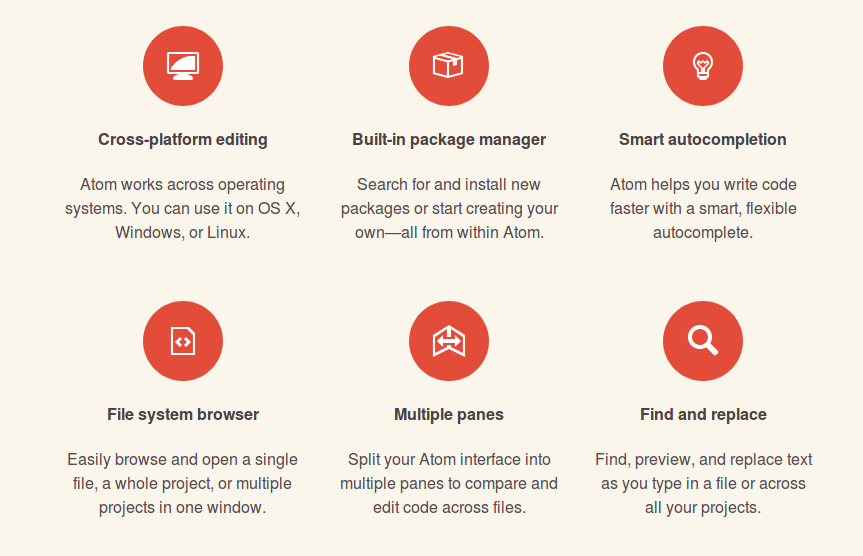 Cross-platform editing
Atom works across operating
systems. You can use it on OS X,
Windows, or Linux.
Built-in package manager
Search for and install new
packages or start creating your
own—all from within Atom.
Smart autocompletion
Atom helps you write code
faster with a smart, flexible
autocomplete.
File system browser
Easily browse and open a single
file, a whole project, or multiple
projects in one window.
Multiple panes
Split your Atom interface into
multiple panes to compare and
edit code across files.
Find and replace
Find, preview, and replace text
as you type in a file or across
all your projects.